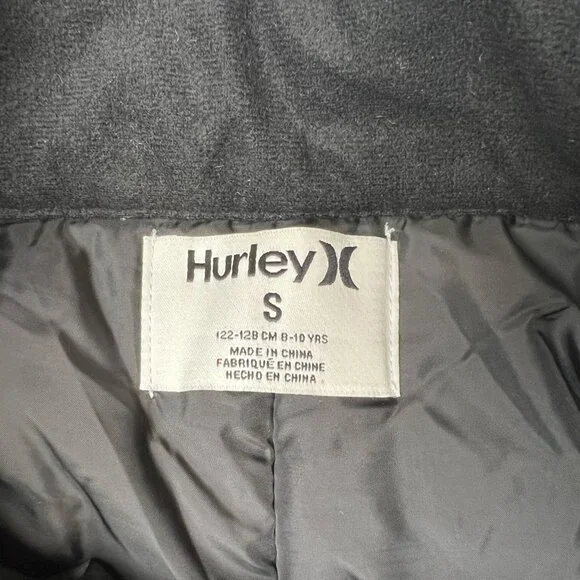 Hurley
S
122-128 CM 8-10 YRS
MADE IN CHINA
FABRIQUÉ EN CHINE
HECHO EN CHINA